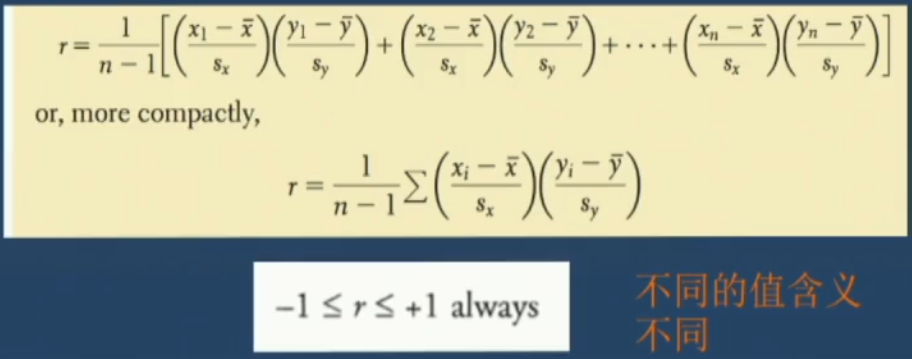 r = \frac{1}{n-1}\left[\left(\frac{x_1-\bar{x}}{s_x}\right)\left(\frac{y_1-\bar{y}}{s_y}\right)+\left(\frac{x_2-\bar{x}}{s_x}\right)\left(\frac{y_2-\bar{y}}{s_y}\right)+\cdots+\left(\frac{x_n-\bar{x}}{s_x}\right)\left(\frac{y_n-\bar{y}}{s_y}\right)\right]
or, more compactly,
r = \frac{1}{n-1}\sum\left(\frac{x_i-\bar{x}}{s_x}\right)\left(\frac{y_i-\bar{y}}{s_y}\right)
−1 ≤ r ≤ +1 always
不同的值含义
不同